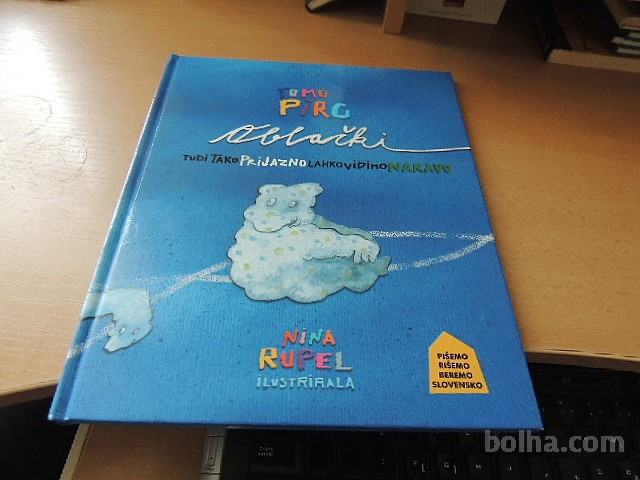 TOMO
PIRC
Oblački
TUDI TAKO PRIJAZNO LAHKO VIDIMO NARAVO
NINA
RUPEL
ILUSTRIRALA
PIŠEMO
RIŠEMO
BEREMO
SLOVENSKO
bolha.com